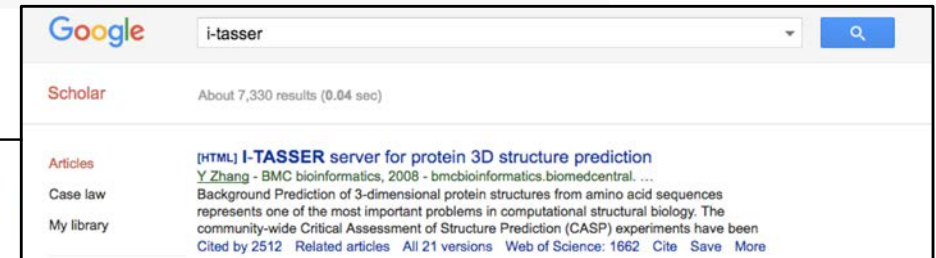 Google
i-tasser
Scholar
About 7,330 results (0.04 sec)
Articles
Case law
My library
[HTML] I-TASSER server for protein 3D structure prediction
Y Zhang - BMC bioinformatics, 2008 - bmcbioinformatics.biomedcentral. ...
Background Prediction of 3-dimensional protein structures from amino acid sequences
represents one of the most important problems in computational structural biology. The
community-wide Critical Assessment of Structure Prediction (CASP) experiments have been
Cited by 2512 Related articles All 21 versions Web of Science: 1662 Cite Save More